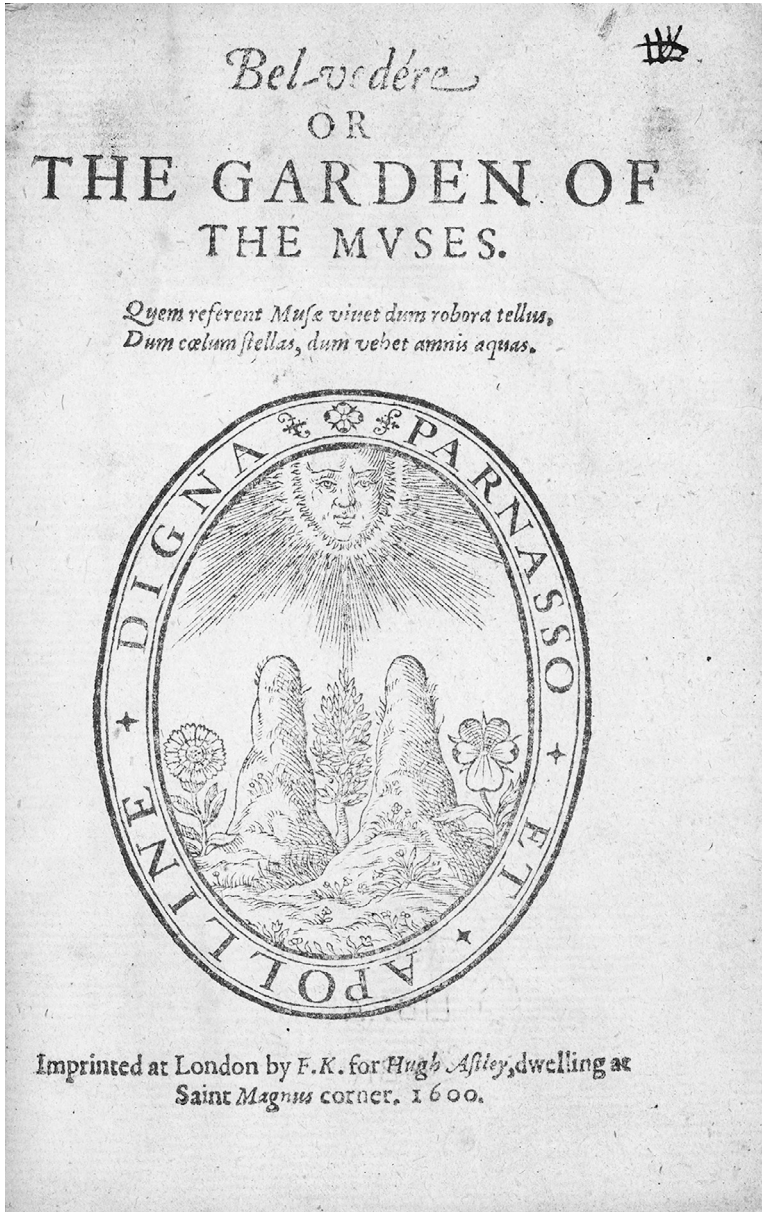 Bel-vedére
OR
THE GARDEN OF
THE MVSES.
Quem referent Muſæ viuet dum robora tellus,
Dum cœlum ſtellas, dum vehet amnis aquas.
PARNASSO ET APOLLINE DIGNA
Imprinted at London by F.K. for Hugh Aſtley, dwelling at
Saint Magnus corner. 1600.